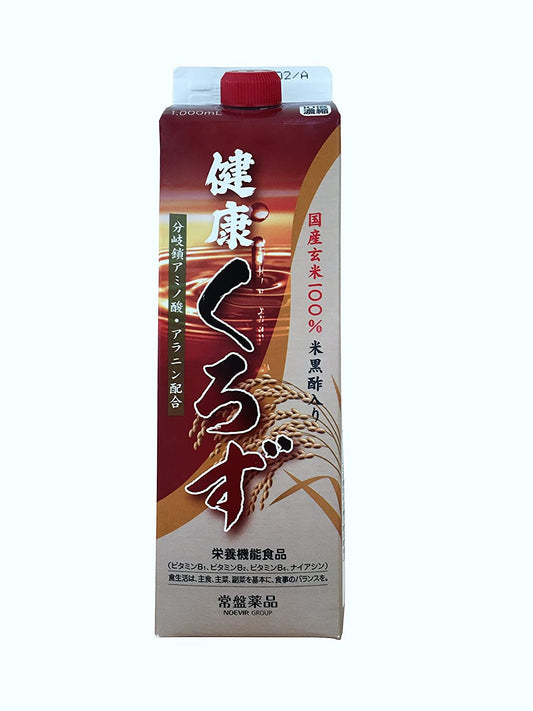 02/A
1,000mL
濃縮
健康
くろず
分岐鎖アミノ酸・アラニン配合
国産玄米一〇〇％ 米黒酢入り
栄養機能食品
(ビタミンB1、ビタミンB2、ビタミンB6、ナイアシン)
食生活は、主食、主菜、副菜を基本に、食事のバランスを。
常盤薬品
NOEVIR GROUP